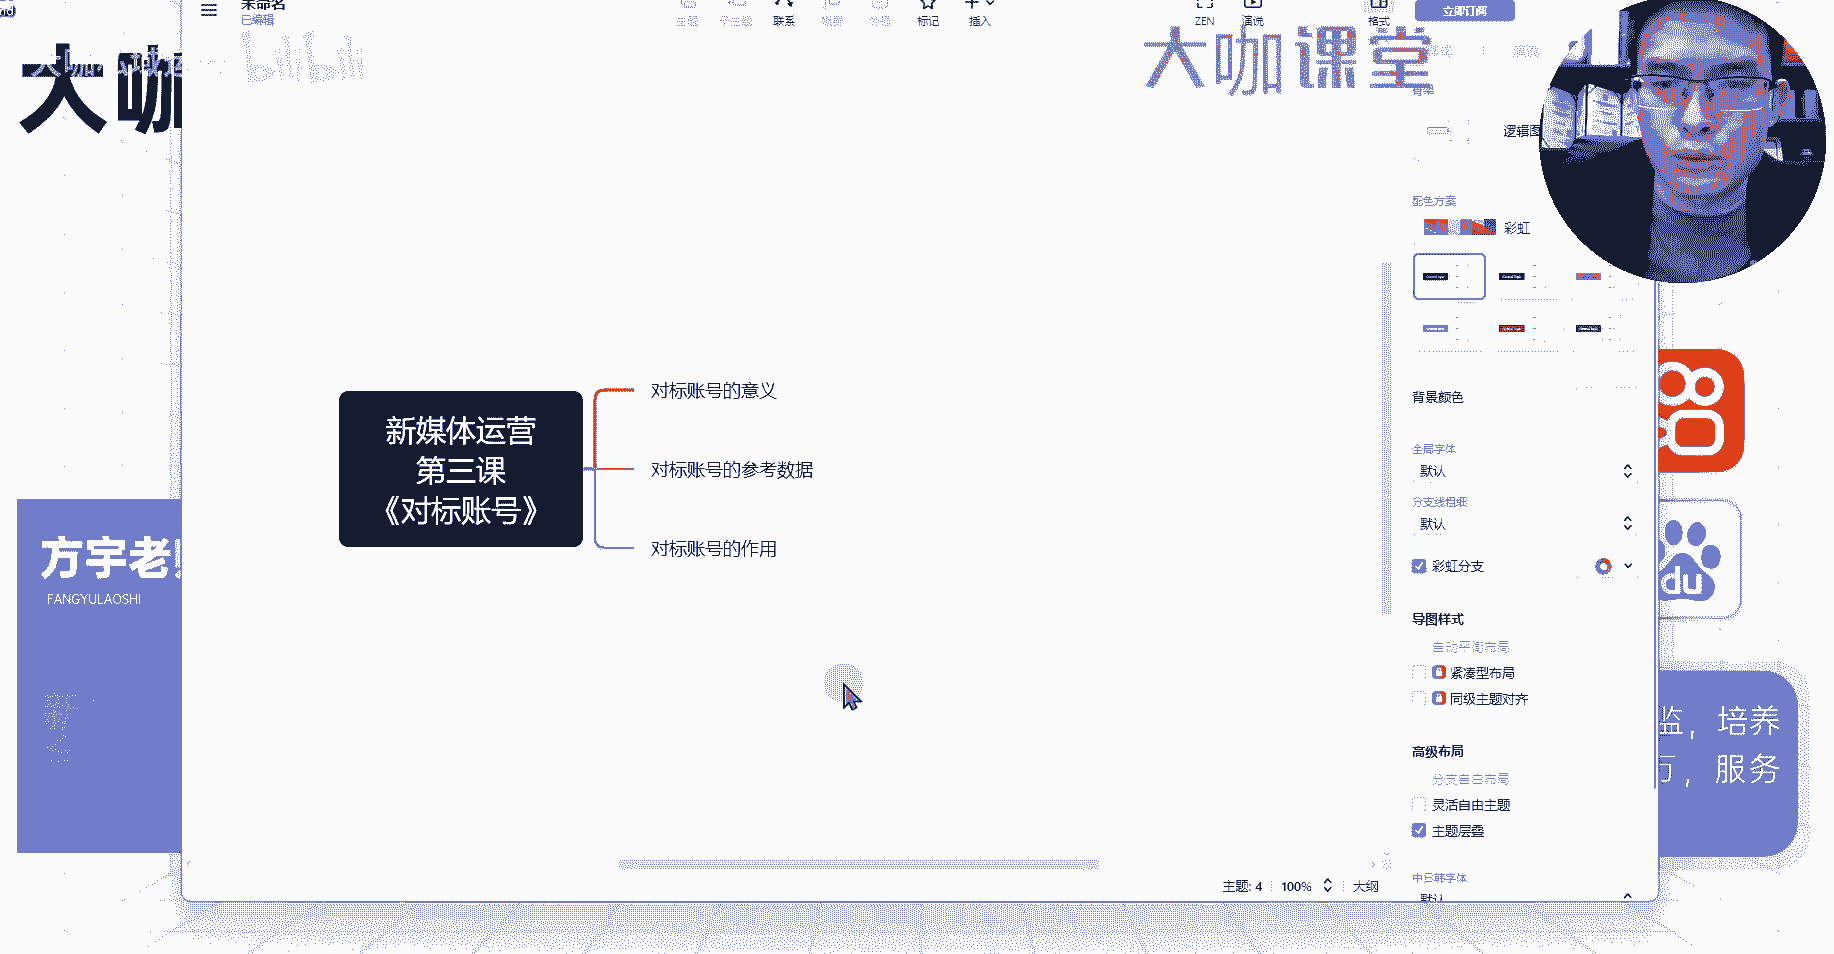 未命名
已编辑
联系
标记
插入
ZEN
演说
格式
立即订阅
大咖
bilibili
大咖课堂
逻辑图
配色方案
彩虹
对标账号的意义
新媒体运营
第三课
《对标账号》
对标账号的参考数据
对标账号的作用
背景颜色
全局字体
默认
分支线粗细
默认
彩虹分支
导图样式
自动平衡布局
紧凑型布局
同级主题对齐
高级布局
分支自由布局
灵活自由主题
主题层叠
中日韩字体
默认
方宇老
FANGYULAOSHI
du
监，培养
万，服务
主题: 4
100%
大纲